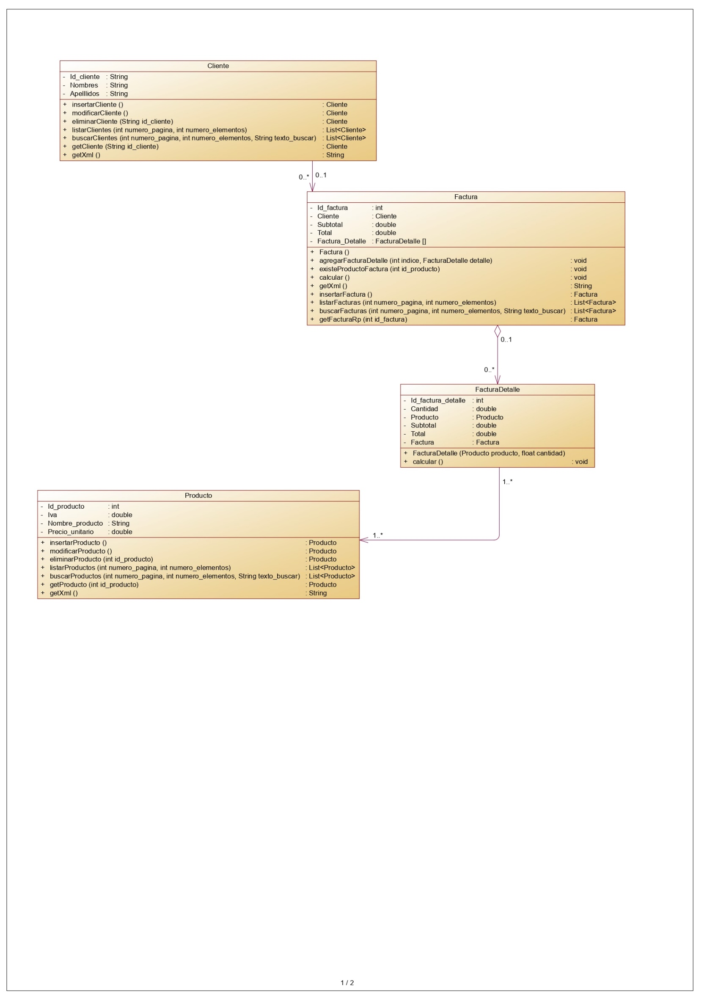 Cliente
- Id_cliente : String
- Nombres : String
- Apelllidos : String
+ insertarCliente () : Cliente
+ modificarCliente () : Cliente
+ eliminarCliente (String id_cliente) : Cliente
+ listarClientes (int numero_pagina, int numero_elementos) : List<Cliente>
+ buscarClientes (int numero_pagina, int numero_elementos, String texto_buscar) : List<Cliente>
+ getCliente (String id_cliente) : Cliente
+ getXml () : String
0..* 0..1
Factura
- Id_factura : int
- Cliente : Cliente
- Subtotal : double
- Total : double
- Factura_Detalle : FacturaDetalle []
+ Factura ()
+ agregarFacturaDetalle (int indice, FacturaDetalle detalle) : void
+ existeProductoFactura (int id_producto) : void
+ calcular () : void
+ getXml () : String
+ insertarFactura () : Factura
+ listarFacturas (int numero_pagina, int numero_elementos) : List<Factura>
+ buscarFacturas (int numero_pagina, int numero_elementos, String texto_buscar) : List<Factura>
+ getFacturaRp (int id_factura) : Factura
0..1
0..*
FacturaDetalle
- Id_factura_detalle : int
- Cantidad : double
- Producto : Producto
- Subtotal : double
- Total : double
- Factura : Factura
+ FacturaDetalle (Producto producto, float cantidad)
+ calcular () : void
1..*
1..*
Producto
- Id_producto : int
- Iva : double
- Nombre_producto : String
- Precio_unitario : double
+ insertarProducto () : Producto
+ modificarProducto () : Producto
+ eliminarProducto (int id_producto) : Producto
+ listarProductos (int numero_pagina, int numero_elementos) : List<Producto>
+ buscarProductos (int numero_pagina, int numero_elementos, String texto_buscar) : List<Producto>
+ getProducto (int id_producto) : Producto
+ getXml () : String
1 / 2